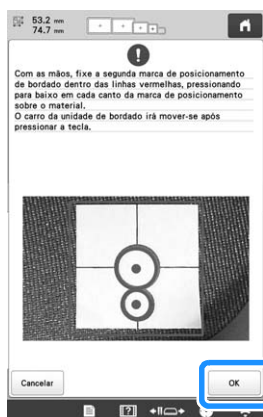 53.2 mm
74.7 mm
Com as mãos, fixe a segunda marca de posicionamento
de bordado dentro das linhas vermelhas, pressionando
para baixo em cada canto da marca de posicionamento
sobre o material.
O carro da unidade de bordado irá mover-se após
pressionar a tecla.
Cancelar
OK